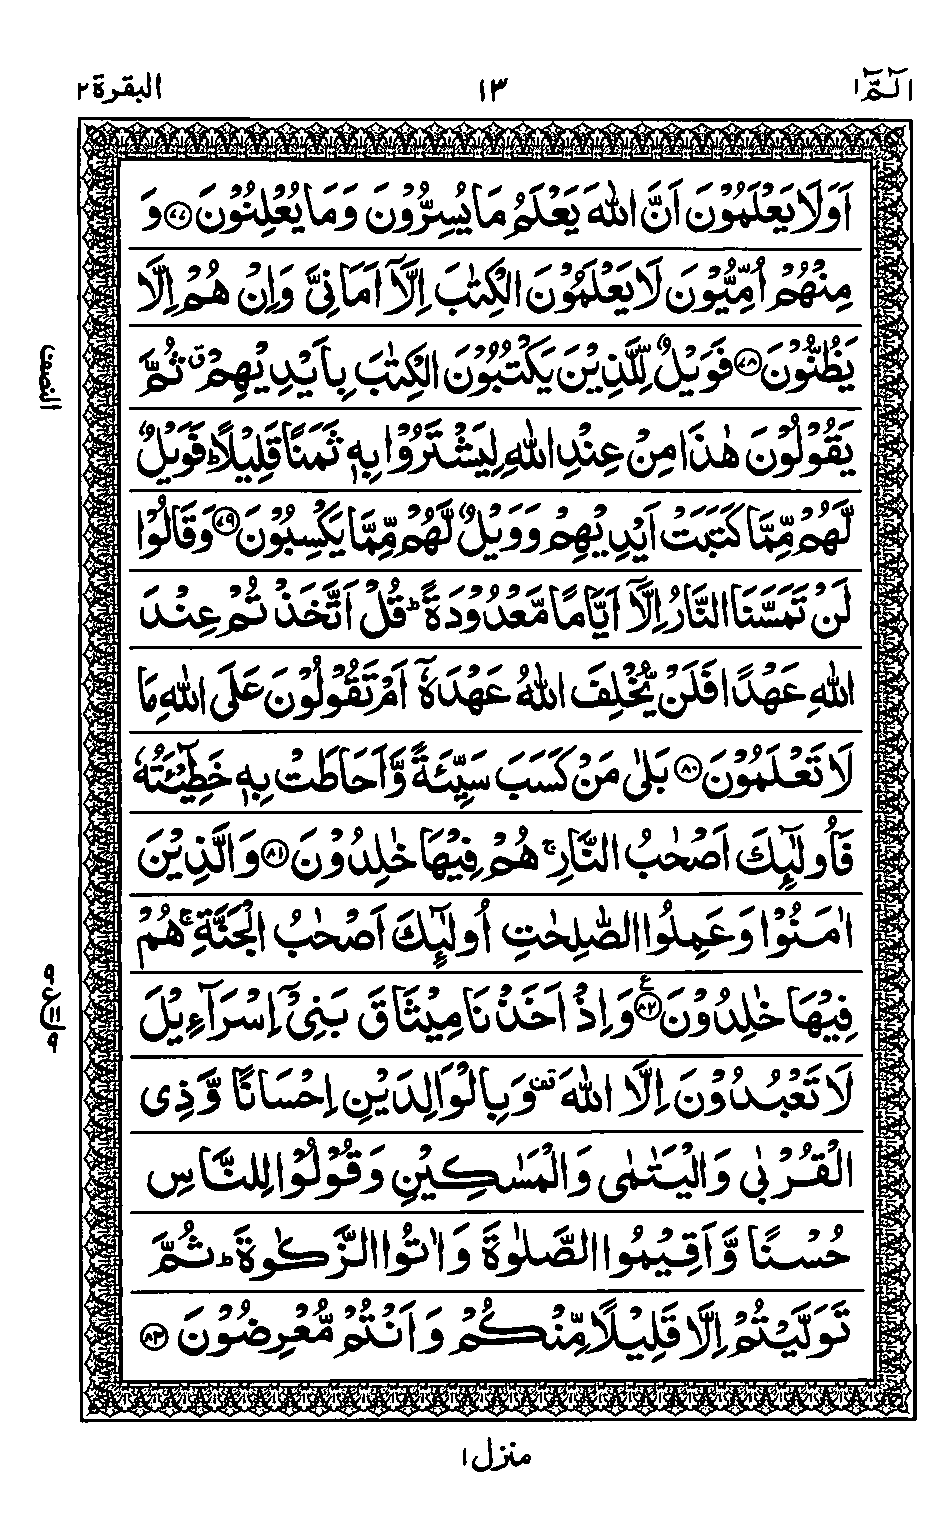 الٓـمّٓ ١
١٣
البقرة ٢
اَوَلَا يَعْلَمُوْنَ اَنَّ اللّٰهَ يَعْلَمُ مَا يُسِرُّوْنَ وَمَا يُعْلِنُوْنَ ﴿٧٧﴾ وَ
مِنْهُمْ اُمِّيُّوْنَ لَا يَعْلَمُوْنَ الْكِتٰبَ اِلَّاۤ اَمَانِيَّ وَاِنْ هُمْ اِلَّا
يَظُنُّوْنَ ﴿٧٨﴾ فَوَيْلٌ لِّلَّذِيْنَ يَكْتُبُوْنَ الْكِتٰبَ بِاَيْدِيْهِمْ ۗ ثُمَّ
يَقُوْلُوْنَ هٰذَا مِنْ عِنْدِ اللّٰهِ لِيَشْتَرُوْا بِهٖ ثَمَنًا قَلِيْلًا ؕ فَوَيْلٌ
لَّهُمْ مِّمَّا كَتَبَتْ اَيْدِيْهِمْ وَوَيْلٌ لَّهُمْ مِّمَّا يَكْسِبُوْنَ ﴿٧٩﴾ وَقَالُوْا
لَنْ تَمَسَّنَا النَّارُ اِلَّاۤ اَيَّامًا مَّعْدُوْدَةً ؕ قُلْ اَتَّخَذْتُمْ عِنْدَ
اللّٰهِ عَهْدًا فَلَنْ يُّخْلِفَ اللّٰهُ عَهْدَهٗۤ اَمْ تَقُوْلُوْنَ عَلَى اللّٰهِ مَا
لَا تَعْلَمُوْنَ ﴿٨٠﴾ بَلٰى مَنْ كَسَبَ سَيِّئَةً وَّاَحَاطَتْ بِهٖ خَطِيْٓئَتُهٗ
فَاُولٰٓئِكَ اَصْحٰبُ النَّارِ ۚ هُمْ فِيْهَا خٰلِدُوْنَ ﴿٨١﴾ وَالَّذِيْنَ
اٰمَنُوْا وَعَمِلُوا الصّٰلِحٰتِ اُولٰٓئِكَ اَصْحٰبُ الْجَنَّةِ ۚ هُمْ
فِيْهَا خٰلِدُوْنَ ﴿٨٢﴾ ع وَاِذْ اَخَذْنَا مِيْثَاقَ بَنِيْۤ اِسْرَآءِيْلَ
لَا تَعْبُدُوْنَ اِلَّا اللّٰهَ قف وَبِالْوَالِدَيْنِ اِحْسَانًا وَّذِى
الْقُرْبٰى وَالْيَتٰمٰى وَالْمَسٰكِيْنِ وَقُوْلُوْا لِلنَّاسِ
حُسْنًا وَّاَقِيْمُوا الصَّلٰوةَ وَاٰتُوا الزَّكٰوةَ ؕ ثُمَّ
تَوَلَّيْتُمْ اِلَّا قَلِيْلًا مِّنْكُمْ وَاَنْتُمْ مُّعْرِضُوْنَ ﴿٨٣﴾
النصف
ع
٩
١١
٩
منزل ١